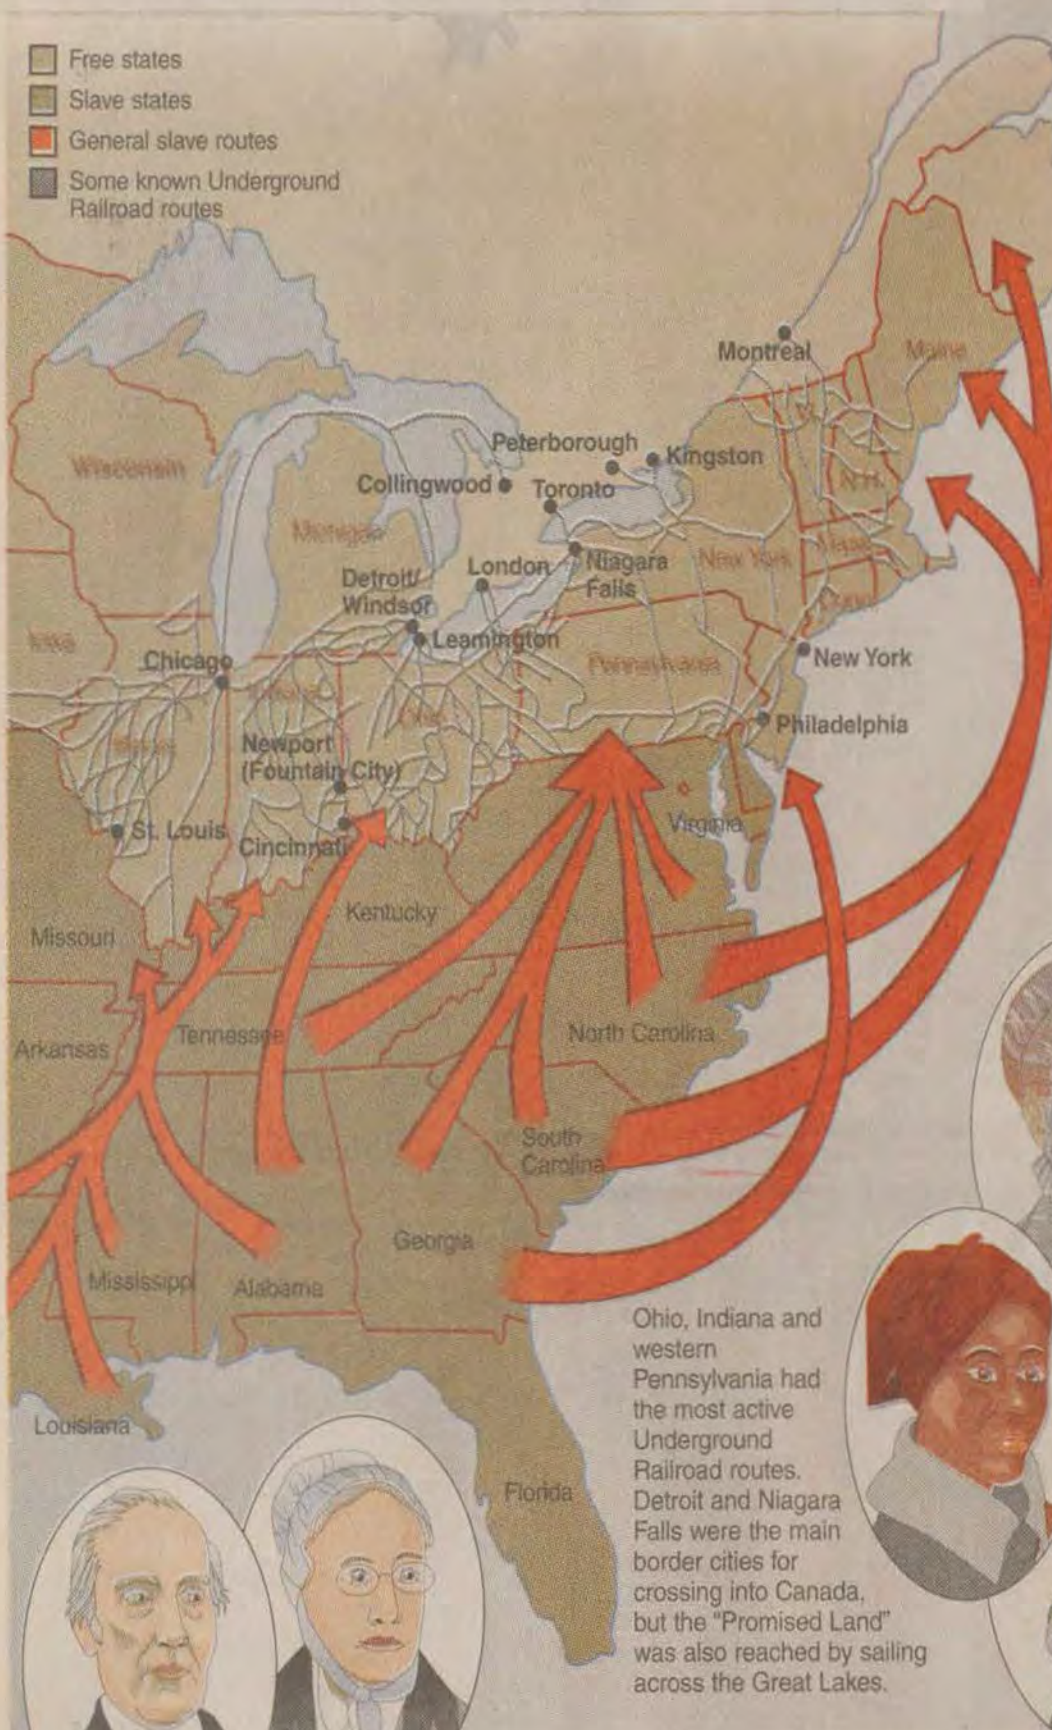 Free states
Slave states
General slave routes
Some known Underground
Railroad routes
Montreal
Maine
Peterborough
Kingston
Wisconsin
Collingwood
Toronto
N.H.
Michigan
London
Niagara
Falls
New York
Mass.
Detroit/
Windsor
Conn.
Leamington
Iowa
Chicago
Pennsylvania
New York
Indiana
Ohio
Philadelphia
Illinois
Newport
(Fountain City)
St. Louis
Cincinnati
Virginia
Kentucky
Missouri
Tennessee
North Carolina
Arkansas
South
Carolina
Georgia
Mississippi
Alabama
Louisiana
Florida
Ohio, Indiana and
western
Pennsylvania had
the most active
Underground
Railroad routes.
Detroit and Niagara
Falls were the main
border cities for
crossing into Canada,
but the "Promised Land"
was also reached by sailing
across the Great Lakes.